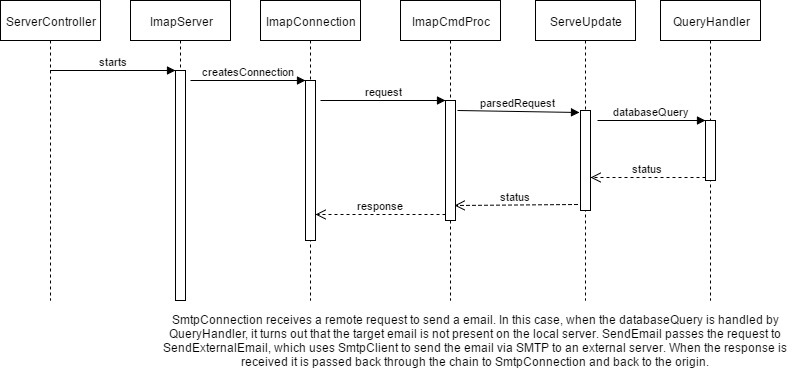 ServerController
ImapServer
ImapConnection
ImapCmdProc
ServeUpdate
QueryHandler
starts
createsConnection
request
parsedRequest
databaseQuery
status
status
response
SmtpConnection receives a remote request to send a email. In this case, when the databaseQuery is handled by
QueryHandler, it turns out that the target email is not present on the local server. SendEmail passes the request to
SendExternalEmail, which uses SmtpClient to send the email via SMTP to an external server. When the response is
received it is passed back through the chain to SmtpConnection and back to the origin.